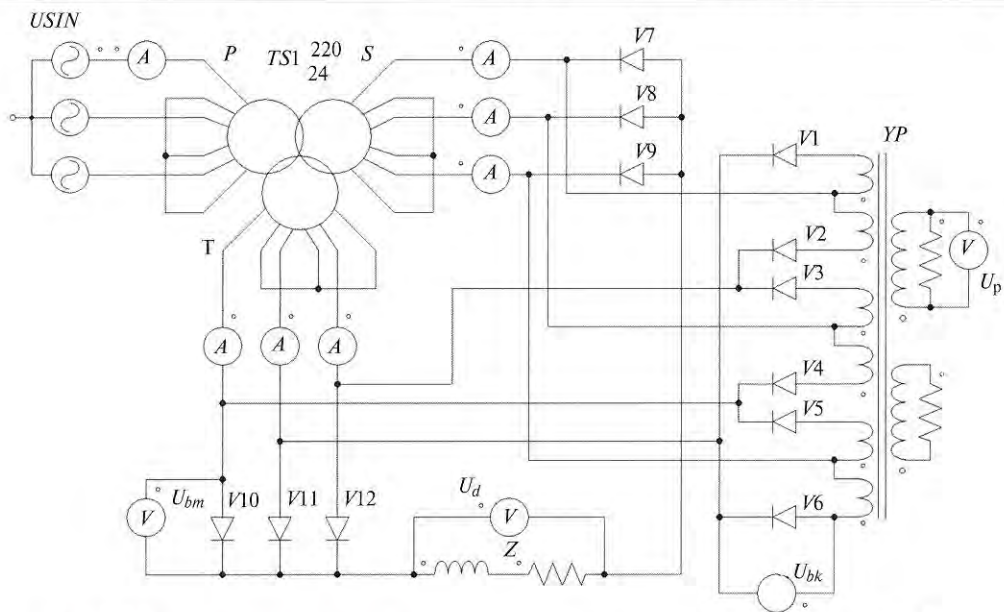 USIN
A
P
TS1
220
24
S
A
V7
A
V8
A
V9
V1
YP
V2
V
V3
Up
T
A
A
A
V4
V5
Ubm
V10
V11
V12
Ud
V6
V
V
Z
Ubk